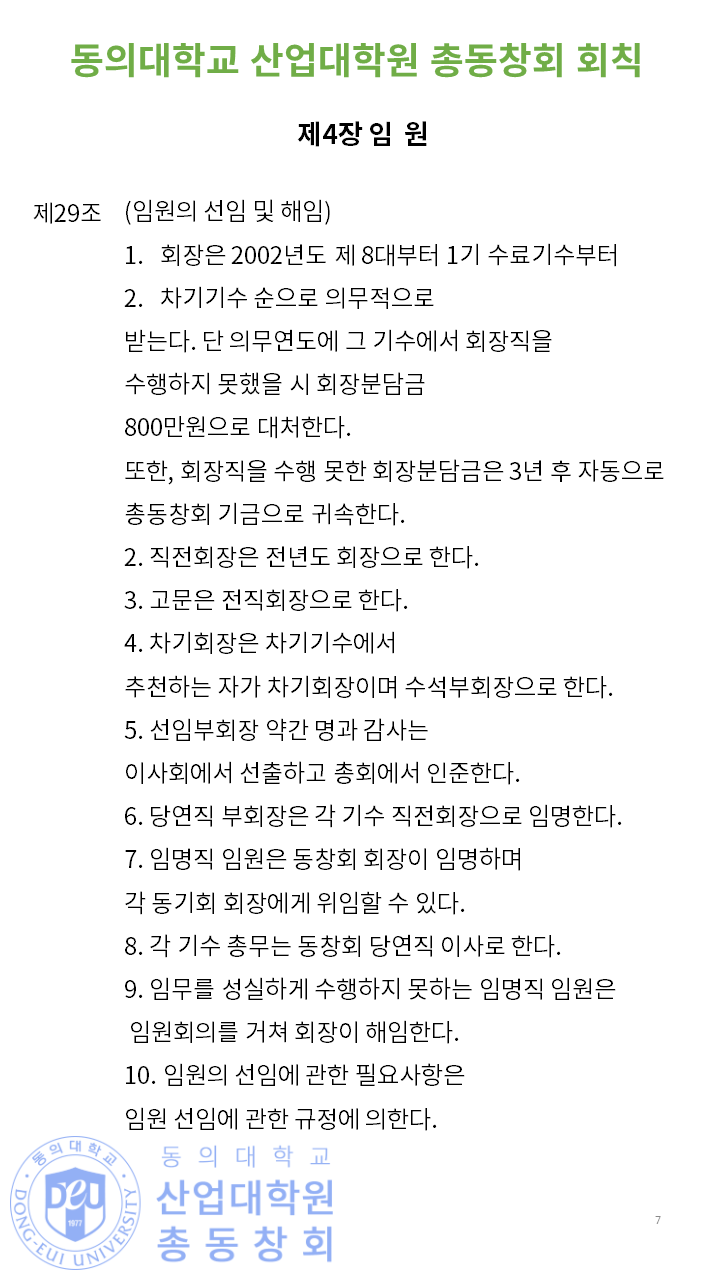 동의대학교 산업대학원 총동창회 회칙
제4장 임 원
제29조 (임원의 선임 및 해임)
1. 회장은 2002년도 제 8대부터 1기 수료기수부터
2. 차기기수 순으로 의무적으로
받는다. 단 의무연도에 그 기수에서 회장직을
수행하지 못했을 시 회장분담금
800만원으로 대처한다.
또한, 회장직을 수행 못한 회장분담금은 3년 후 자동으로
총동창회 기금으로 귀속한다.
2. 직전회장은 전년도 회장으로 한다.
3. 고문은 전직회장으로 한다.
4. 차기회장은 차기기수에서
추천하는 자가 차기회장이며 수석부회장으로 한다.
5. 선임부회장 약간 명과 감사는
이사회에서 선출하고 총회에서 인준한다.
6. 당연직 부회장은 각 기수 직전회장으로 임명한다.
7. 임명직 임원은 동창회 회장이 임명하며
각 동기회 회장에게 위임할 수 있다.
8. 각 기수 총무는 동창회 당연직 이사로 한다.
9. 임무를 성실하게 수행하지 못하는 임명직 임원은
임원회의를 거쳐 회장이 해임한다.
10. 임원의 선임에 관한 필요사항은
임원 선임에 관한 규정에 의한다.
동의대학교
DEU
1977
DONG-EUI UNIVERSITY
동 의 대 학 교
산업대학원
총 동 창 회
7